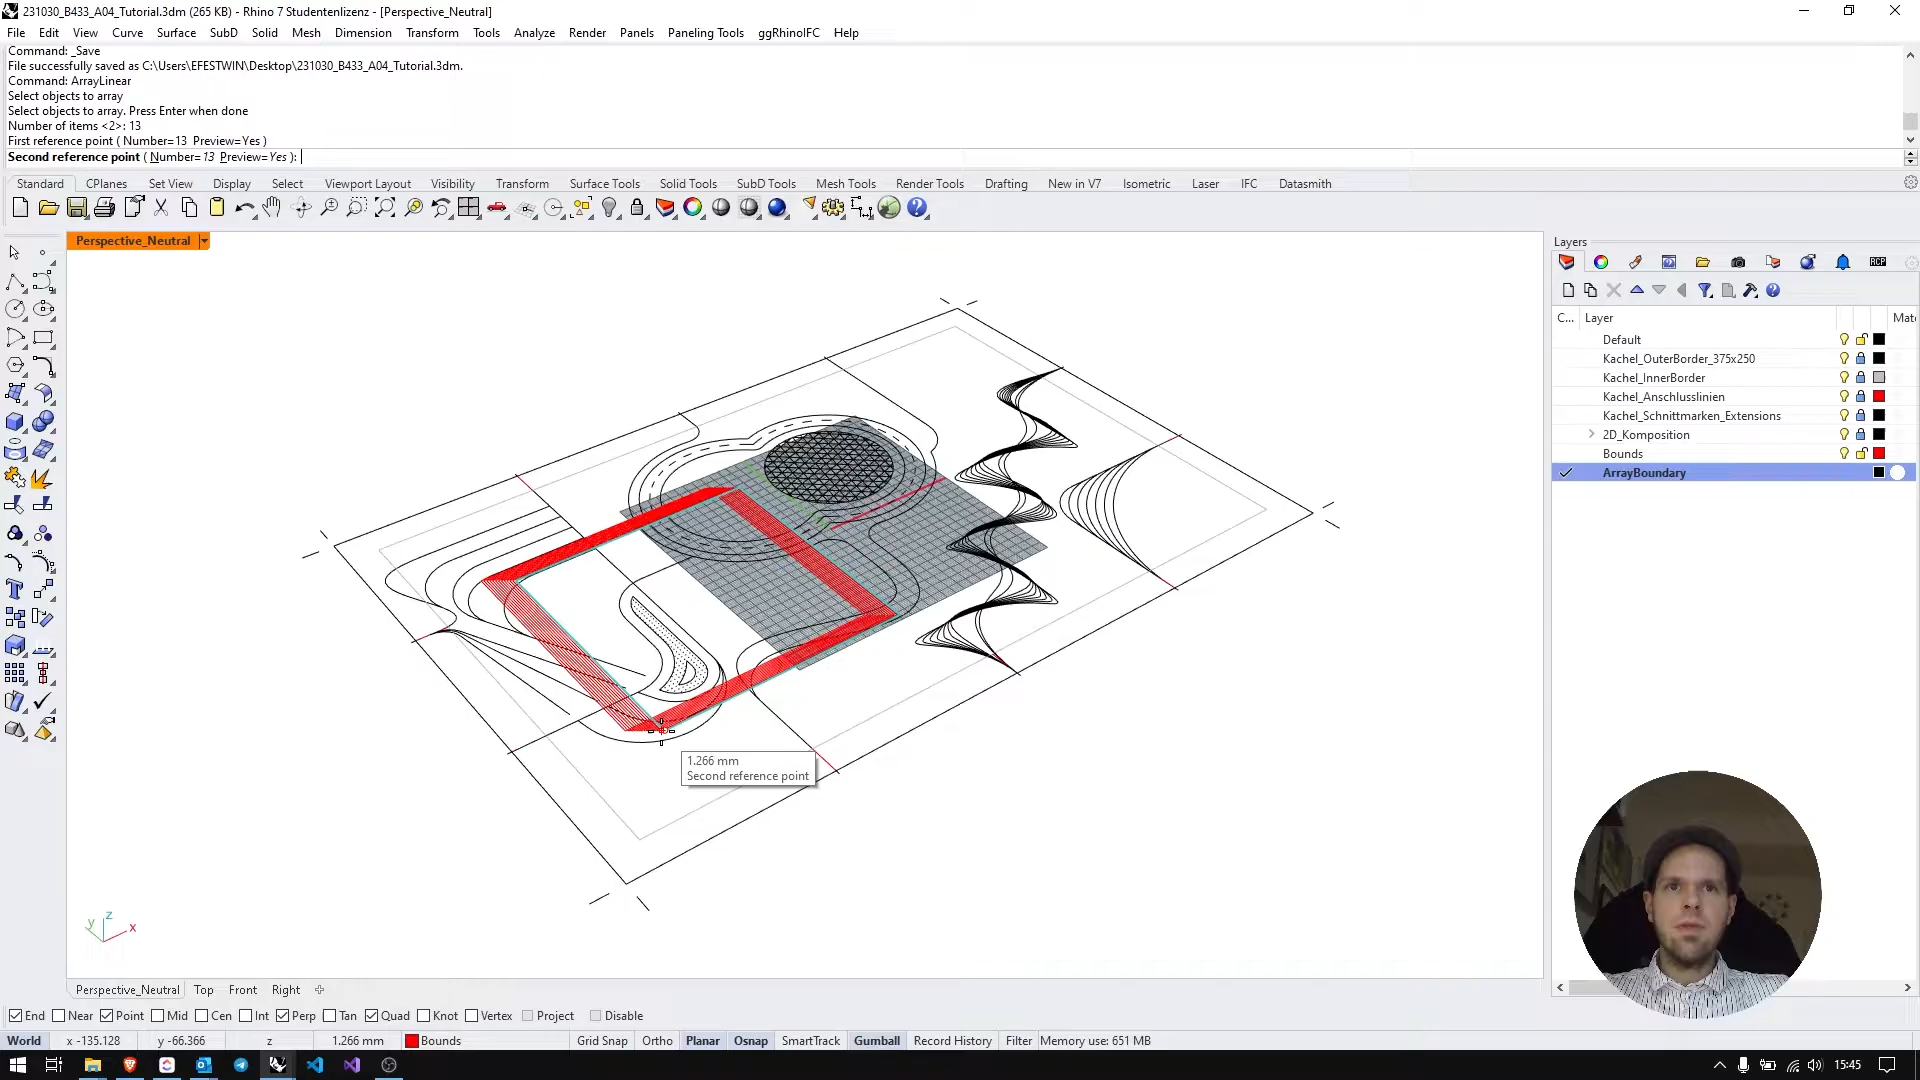 231030_B433_A04_Tutorial.3dm (265 KB) - Rhino 7 Studentenlizenz - [Perspective_Neutral]
File Edit View Curve Surface SubD Solid Mesh Dimension Transform Tools Analyze Render Panels Paneling Tools ggRhinoIFC Help
Command: _Save
File successfully saved as C:\Users\EFESTWIN\Desktop\231030_B433_A04_Tutorial.3dm.
Command: ArrayLinear
Select objects to array
Select objects to array. Press Enter when done
Number of items <2>: 13
First reference point ( Number=13 Preview=Yes )
Second reference point ( Number=13 Preview=Yes ):
Standard CPlanes Set View Display Select Viewport Layout Visibility Transform Surface Tools Solid Tools SubD Tools Mesh Tools Render Tools Drafting New in V7 Isometric Laser IFC Datasmith
Perspective_Neutral
Layers
RCP
C... Layer Mate
Default
Kachel_OuterBorder_375x250
Kachel_InnerBorder
Kachel_Anschlusslinien
Kachel_Schnittmarken_Extensions
2D_Komposition
Bounds
ArrayBoundary
1.266 mm
Second reference point
z
y
x
Perspective_Neutral Top Front Right
End Near Point Mid Cen Int Perp Tan Quad Knot Vertex Project Disable
World x -135.128 y -66.366 z 1.266 mm Bounds Grid Snap Ortho Planar Osnap SmartTrack Gumball Record History Filter Memory use: 651 MB
15:45